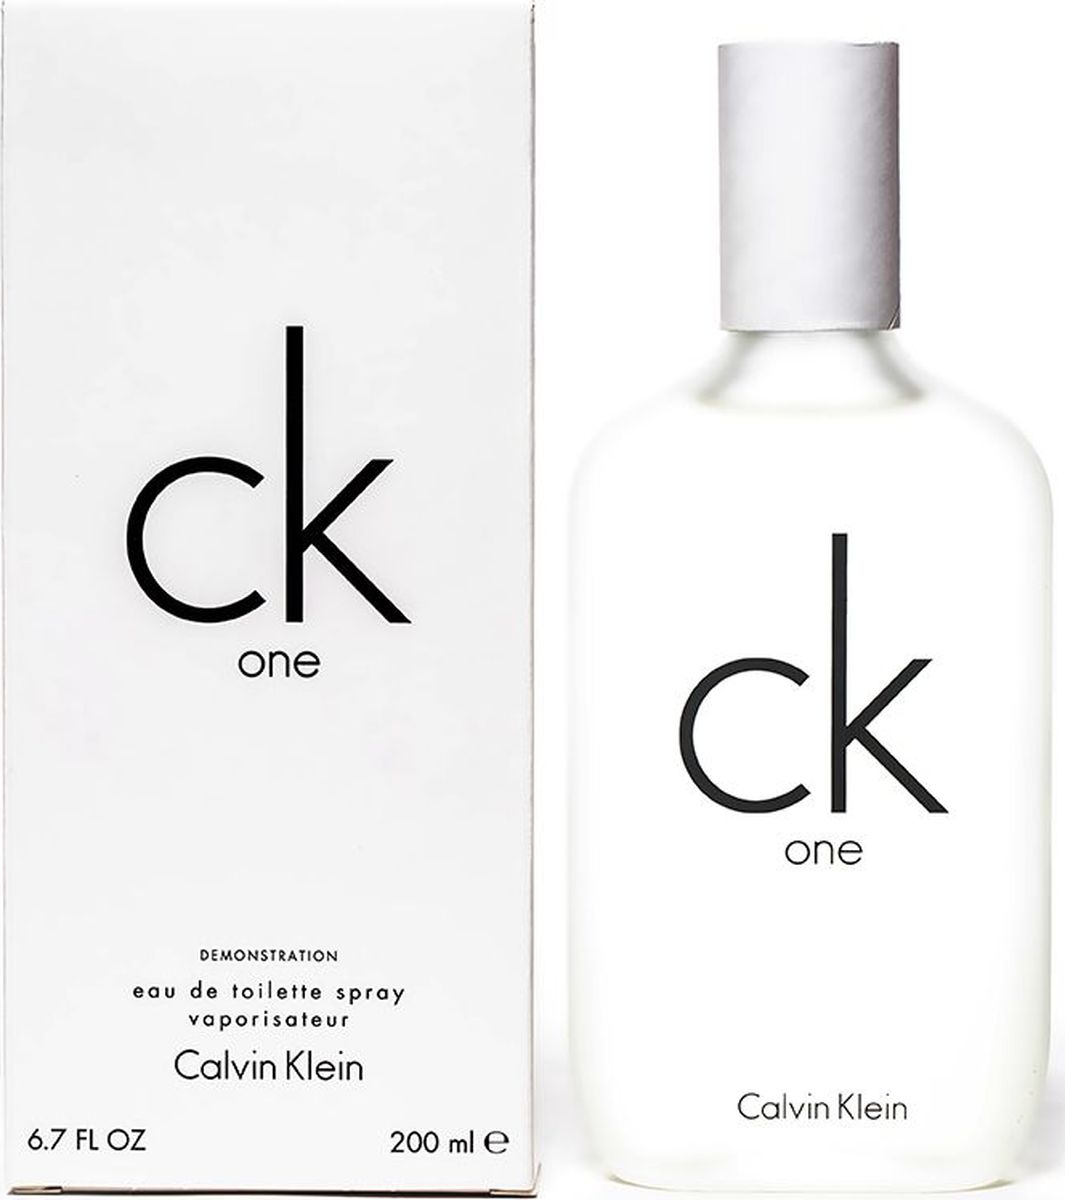 ck
one
DEMONSTRATION
eau de toilette spray
vaporisateur
Calvin Klein
6.7 FL OZ
200 ml ℮
ck
one
Calvin Klein